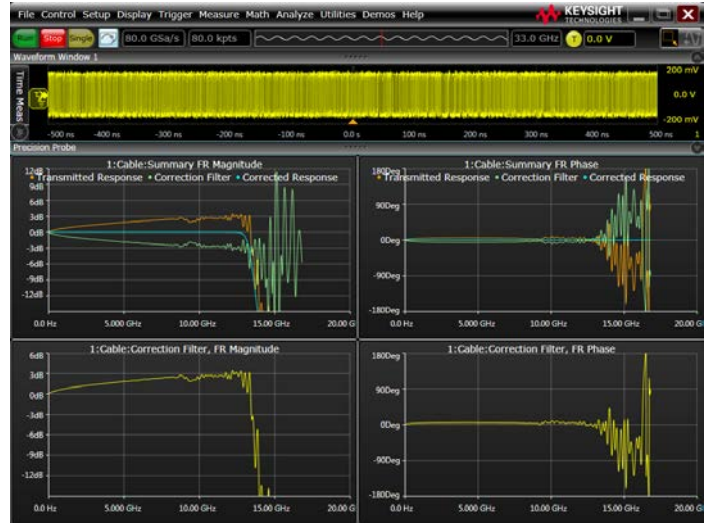 File Control Setup Display Trigger Measure Math Analyze Utilities Demos Help
KEYSIGHT
TECHNOLOGIES
Run Stop Single 80.0 GSa/s 80.0 kpts 33.0 GHz T 0.0 V
Waveform Window 1
Time Meas
200 mV
0.0 V
-200 mV
-500 ns -400 ns -300 ns -200 ns -100 ns 0.0 s 100 ns 200 ns 300 ns 400 ns 500 ns 1
Precision Probe
1:Cable:Summary FR Magnitude
Transmitted Response • Correction Filter • Corrected Response
12dB
9dB
6dB
3dB
0dB
-3dB
-6dB
-9dB
-12dB
0.0 Hz 5.000 GHz 10.00 GHz 15.00 GHz 20.00 G
1:Cable:Summary FR Phase
Transmitted Response • Correction Filter • Corrected Response
180Deg
90Deg
0Deg
-90Deg
-180Deg
0.0 Hz 5.000 GHz 10.00 GHz 15.00 GHz 20.00 G
1:Cable:Correction Filter, FR Magnitude
6dB
3dB
0dB
-6dB
-9dB
-12dB
0.0 Hz 5.000 GHz 10.00 GHz 15.00 GHz 20.00 G
1:Cable:Correction Filter, FR Phase
180Deg
90Deg
0Deg
-90Deg
-180Deg
0.0 Hz 5.000 GHz 10.00 GHz 15.00 GHz 20.00 G